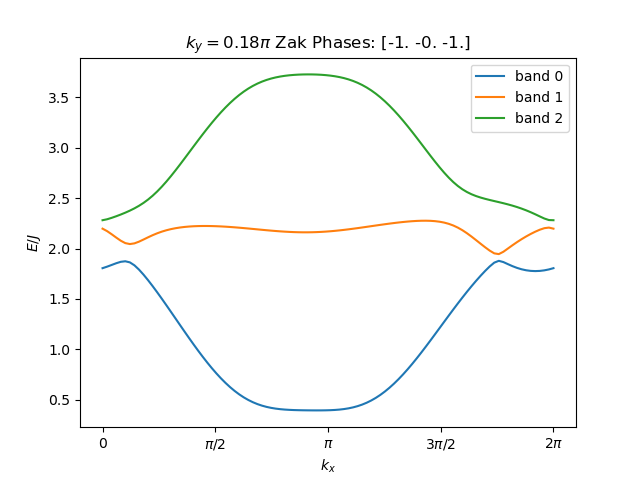 k_y = 0.18π Zak Phases: [-1. -0. -1.]
band 0
band 1
band 2
E/J
3.5
3.0
2.5
2.0
1.5
1.0
0.5
0 π/2 π 3π/2 2π
k_x